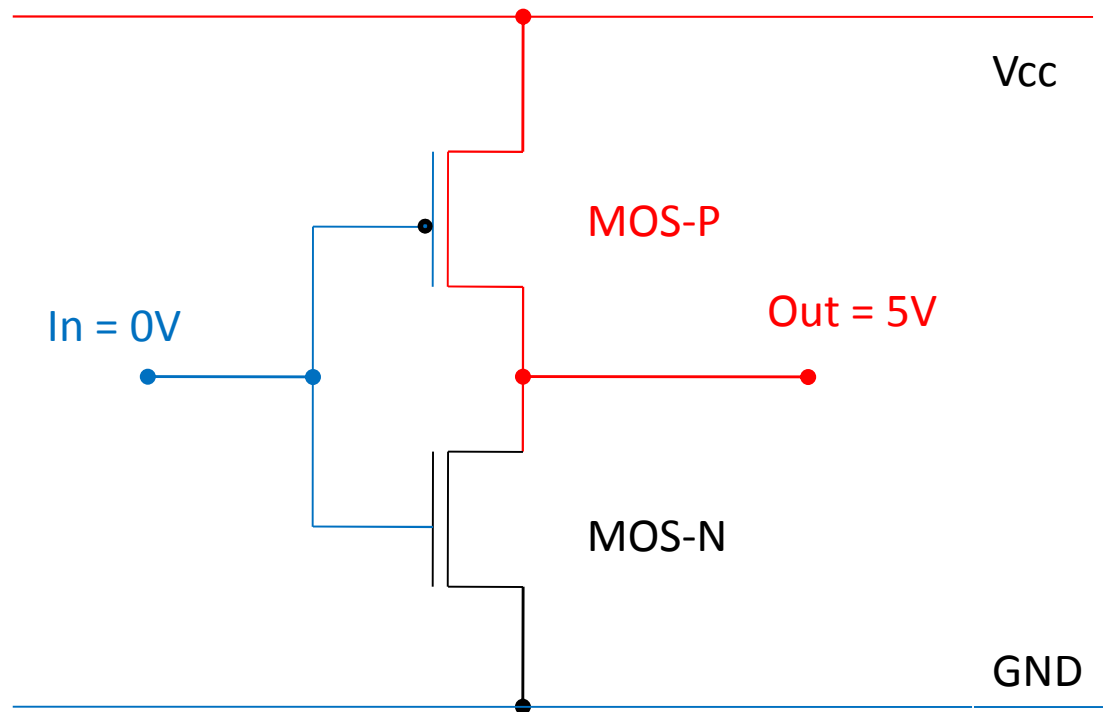 Vcc
MOS-P
Out = 5V
In = 0V
MOS-N
GND